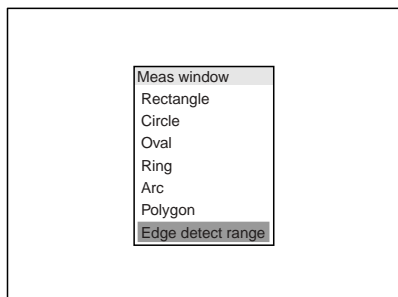 Meas window
Rectangle
Circle
Oval
Ring
Arc
Polygon
Edge detect range